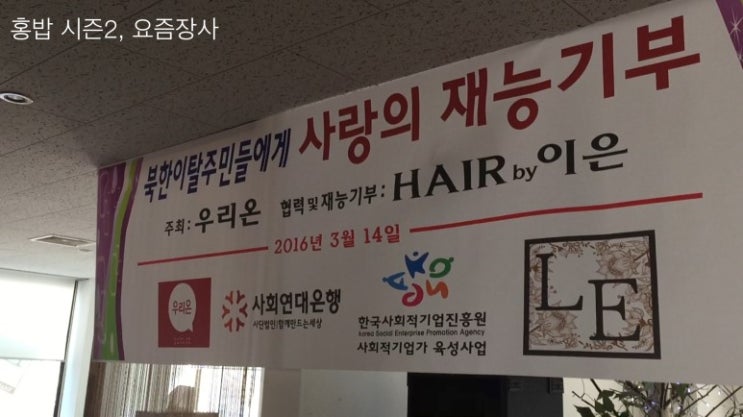 홍밥 시즌2, 요즘장사
북한이탈주민들에게 사랑의 재능기부
주최: 우리온 협력및재능기부: HAIR by 이은
2016년 3월 14일
우리온
사회연대은행
사단법인 함께만드는세상
한국사회적기업진흥원
Korea Social Enterprise Promotion Agency
사회적기업가 육성사업
LE